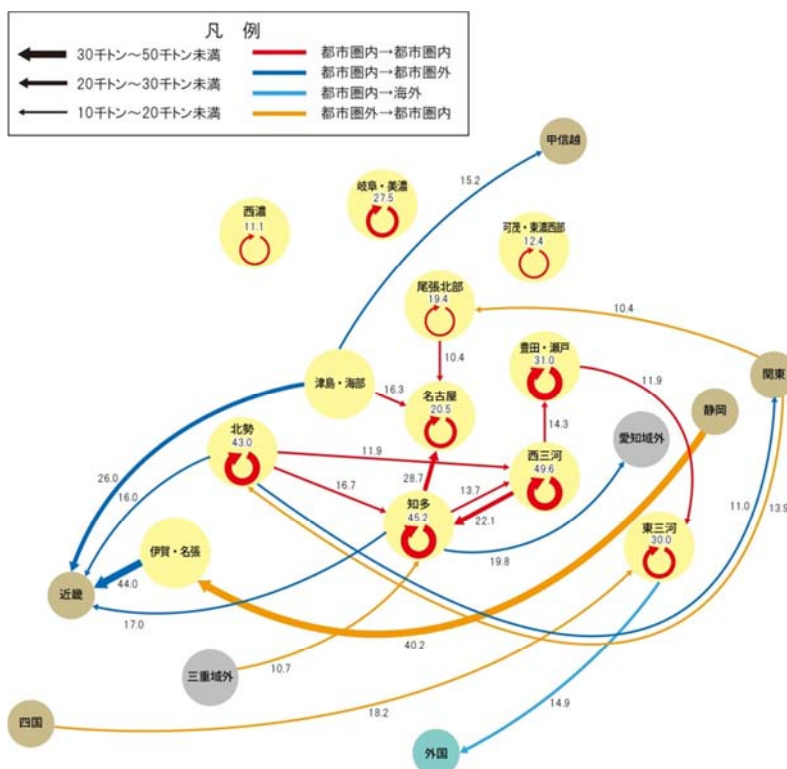 凡　例
30千トン～50千トン未満
20千トン～30千トン未満
10千トン～20千トン未満
都市圏内→都市圏内
都市圏内→都市圏外
都市圏内→海外
都市圏外→都市圏内
甲信越
15.2
岐阜・美濃
27.5
西濃
11.1
可茂・東濃西部
12.4
尾張北部
19.4
10.4
10.4
豊田・瀬戸
31.0
11.9
関東
津島・海部
16.3
名古屋
20.5
静岡
14.3
愛知域外
北勢
43.0
11.9
西三河
49.6
26.0
16.0
16.7
28.7
13.7
22.1
知多
45.2
11.0
13.9
19.8
東三河
30.0
伊賀・名張
44.0
近畿
17.0
40.2
三重域外
10.7
18.2
14.9
四国
外国